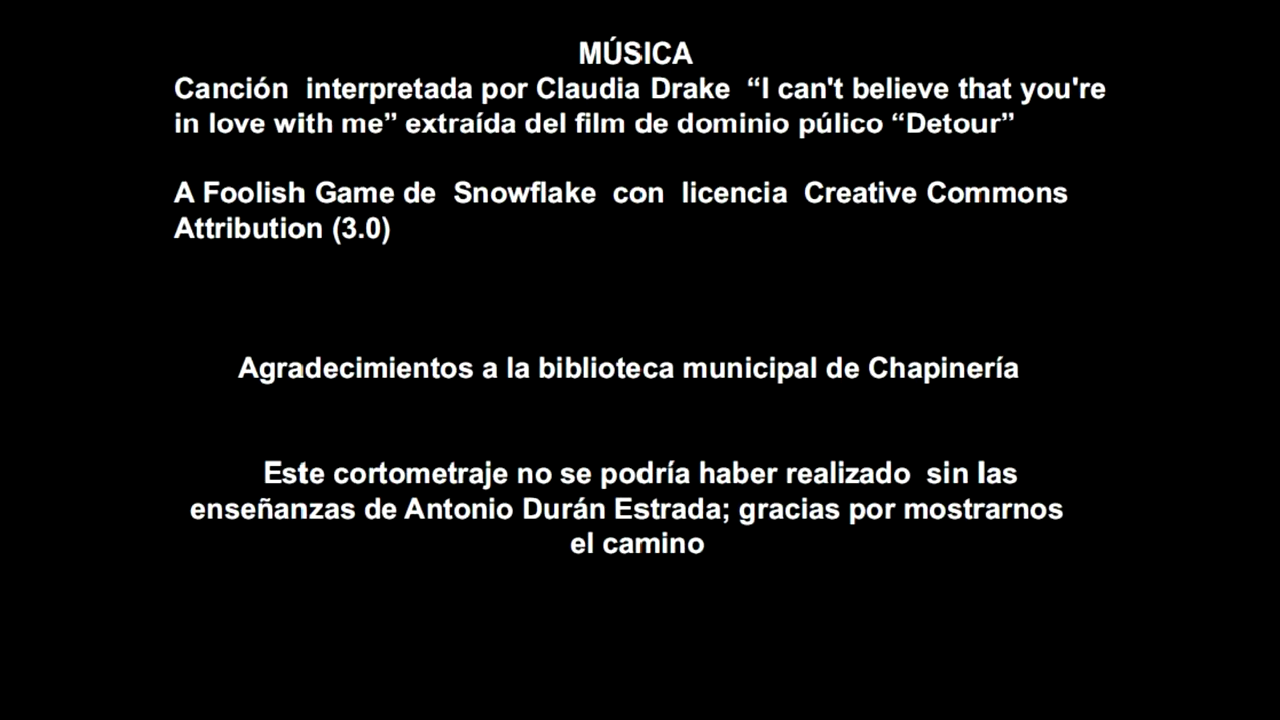 MÚSICA
Canción interpretada por Claudia Drake “I can't believe that you're
in love with me” extraída del film de dominio púlico “Detour”
A Foolish Game de Snowflake con licencia Creative Commons
Attribution (3.0)
Agradecimientos a la biblioteca municipal de Chapinería
Este cortometraje no se podría haber realizado sin las
enseñanzas de Antonio Durán Estrada; gracias por mostrarnos
el camino